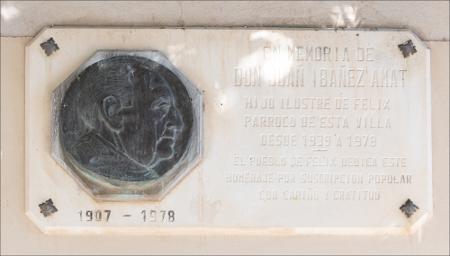 EN MEMORIA DE
DON JUAN IBAÑEZ AMAT
HIJO ILUSTRE DE FELIX
PARROCO DE ESTA VILLA
DESDE 1939 A 1978
EL PUEBLO DE FELIX DEDICA ESTE
HOMENAJE POR SUSCRIPCION POPULAR
CON CARIÑO Y GRATITUD
1907 - 1978